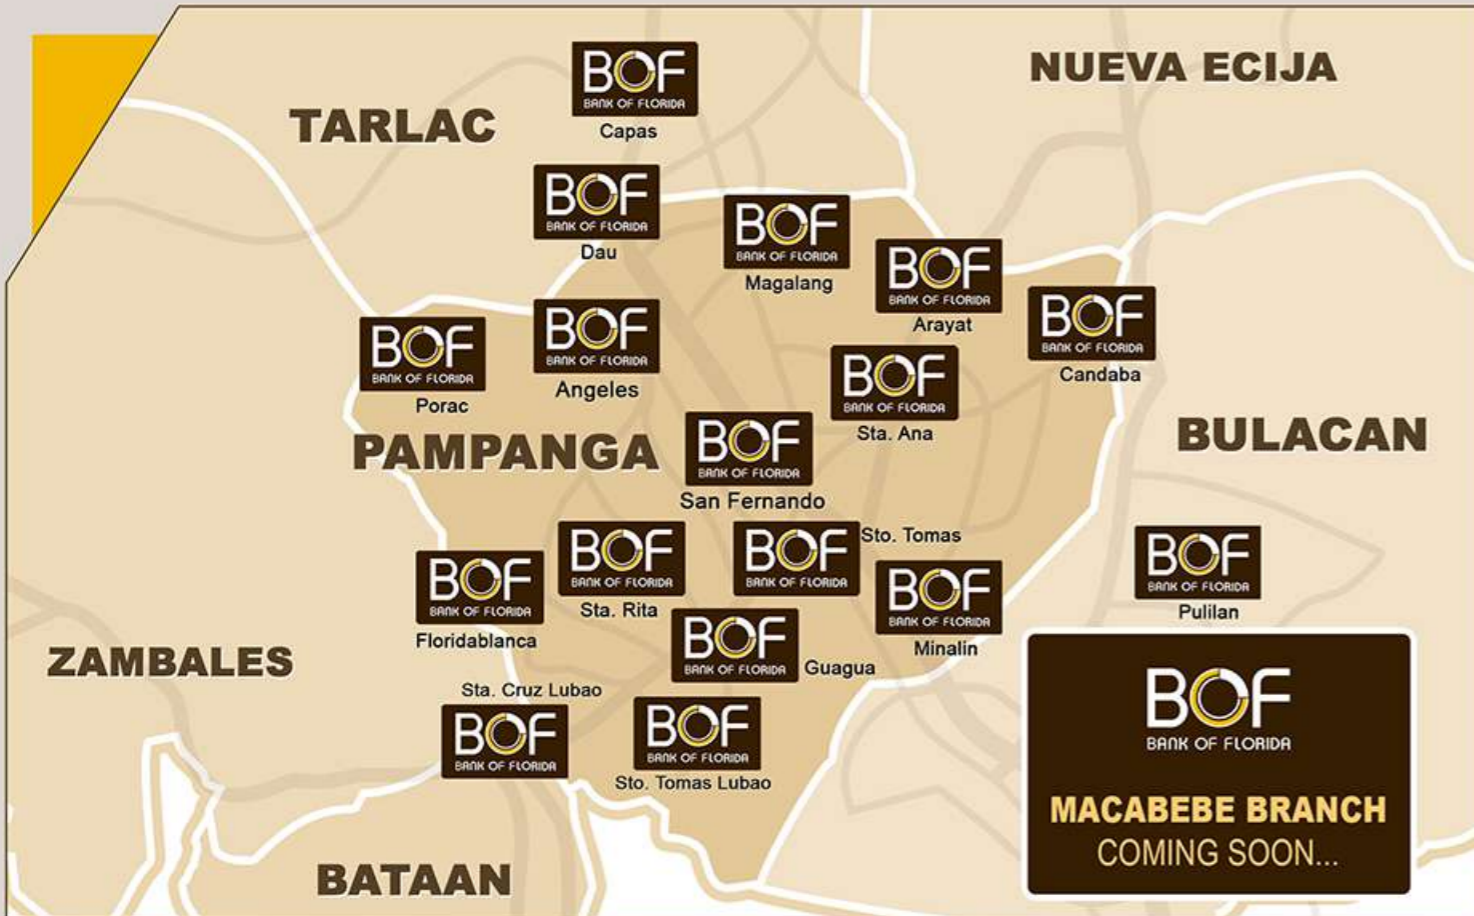 NUEVA ECIJA
TARLAC
BOF
BANK OF FLORIDA
Capas
BOF
BANK OF FLORIDA
Dau
BOF
BANK OF FLORIDA
Magalang
BOF
BANK OF FLORIDA
Arayat
BOF
BANK OF FLORIDA
Candaba
BOF
BANK OF FLORIDA
Porac
BOF
BANK OF FLORIDA
Angeles
BOF
BANK OF FLORIDA
Sta. Ana
PAMPANGA
BOF
BANK OF FLORIDA
San Fernando
BULACAN
BOF
BANK OF FLORIDA
Sta. Rita
BOF
BANK OF FLORIDA
Sto. Tomas
BOF
BANK OF FLORIDA
Pulilan
BOF
BANK OF FLORIDA
Floridablanca
BOF
BANK OF FLORIDA
Minalin
BOF
BANK OF FLORIDA
Guagua
ZAMBALES
Sta. Cruz Lubao
BOF
BANK OF FLORIDA
BOF
BANK OF FLORIDA
Sto. Tomas Lubao
BOF
BANK OF FLORIDA
MACABEBE BRANCH
COMING SOON...
BATAAN